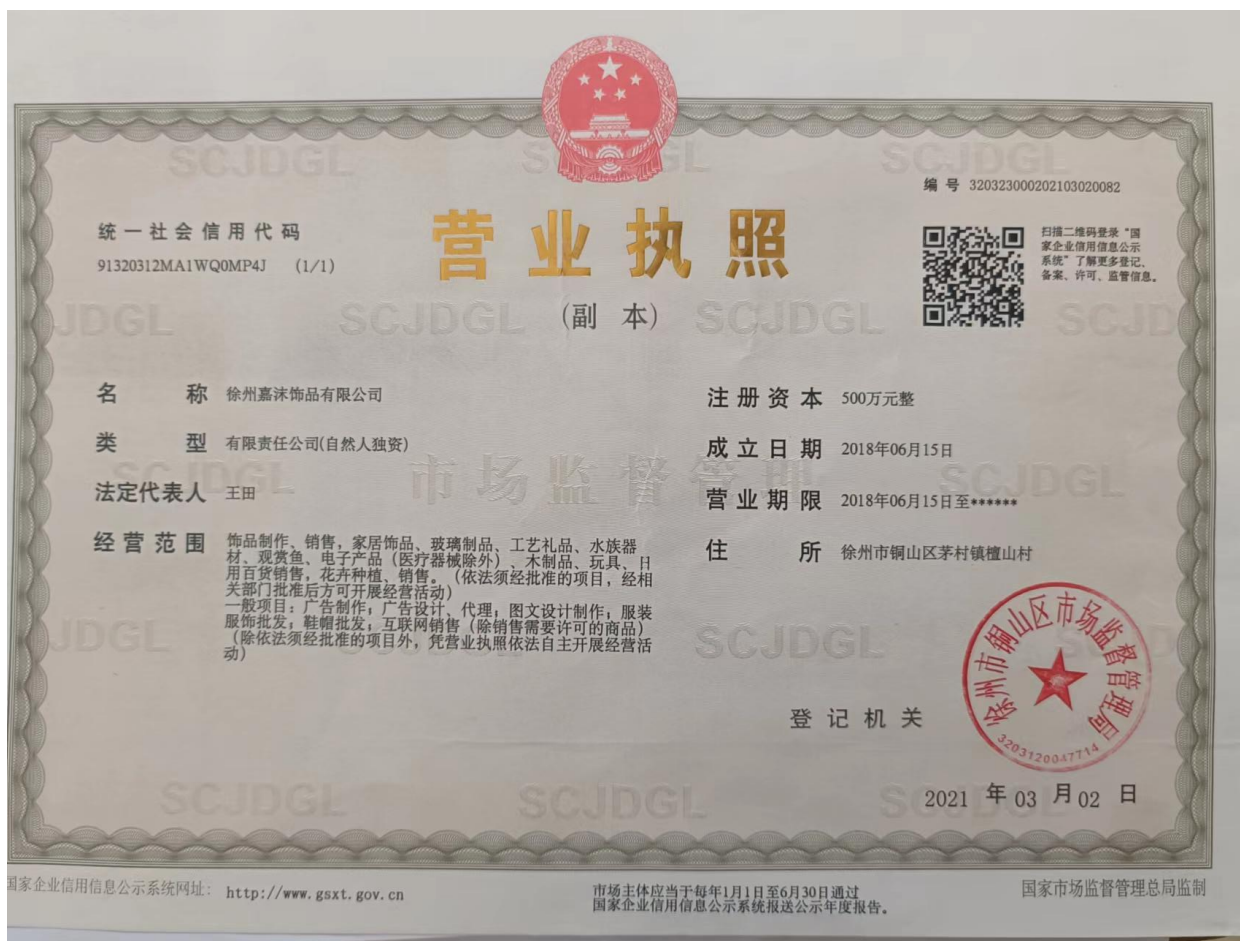 编号 320323000202103020082
统一社会信用代码
91320312MA1WQ0MP4J (1/1)
营业执照
(副 本)
扫描二维码登录“国
家企业信用信息公示
系统”了解更多登记、
备案、许可、监管信息。
名称 徐州嘉沫饰品有限公司
类型 有限责任公司(自然人独资)
法定代表人 王田
经营范围 饰品制作、销售,家居饰品、玻璃制品、工艺礼品、水族器
材、观赏鱼、电子产品(医疗器械除外)、木制品、玩具、日
用百货销售,花卉种植、销售。(依法须经批准的项目,经相
关部门批准后方可开展经营活动)
一般项目:广告制作;广告设计、代理;图文设计制作;服装
服饰批发;鞋帽批发;互联网销售(除销售需要许可的商品)
(除依法须经批准的项目外,凭营业执照依法自主开展经营活
动)
注册资本 500万元整
成立日期 2018年06月15日
营业期限 2018年06月15日至******
住所 徐州市铜山区茅村镇檀山村
市场监督管理
SCJDGL
登记机关
徐州市铜山区市场监督管理局
3203120047714
2021 年 03 月 02 日
国家企业信用信息公示系统网址: http://www.gsxt.gov.cn
市场主体应当于每年1月1日至6月30日通过
国家企业信用信息公示系统报送公示年度报告。
国家市场监督管理总局监制